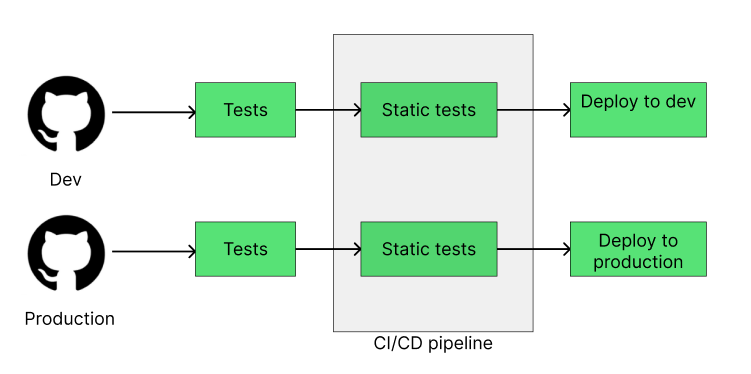 Tests
Static tests
Deploy to dev
Dev
Tests
Static tests
Deploy to
production
Production
CI/CD pipeline